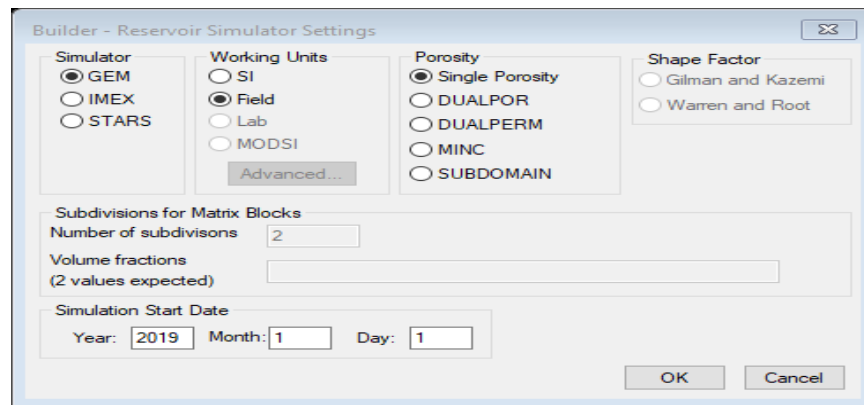 Builder - Reservoir Simulator Settings
Simulator
GEM
IMEX
STARS
Working Units
SI
Field
Lab
MODSI
Advanced...
Porosity
Single Porosity
DUALPOR
DUALPERM
MINC
SUBDOMAIN
Shape Factor
Gilman and Kazemi
Warren and Root
Subdivisions for Matrix Blocks
Number of subdivisons 2
Volume fractions
(2 values expected)
Simulation Start Date
Year: 2019 Month: 1 Day: 1
OK Cancel